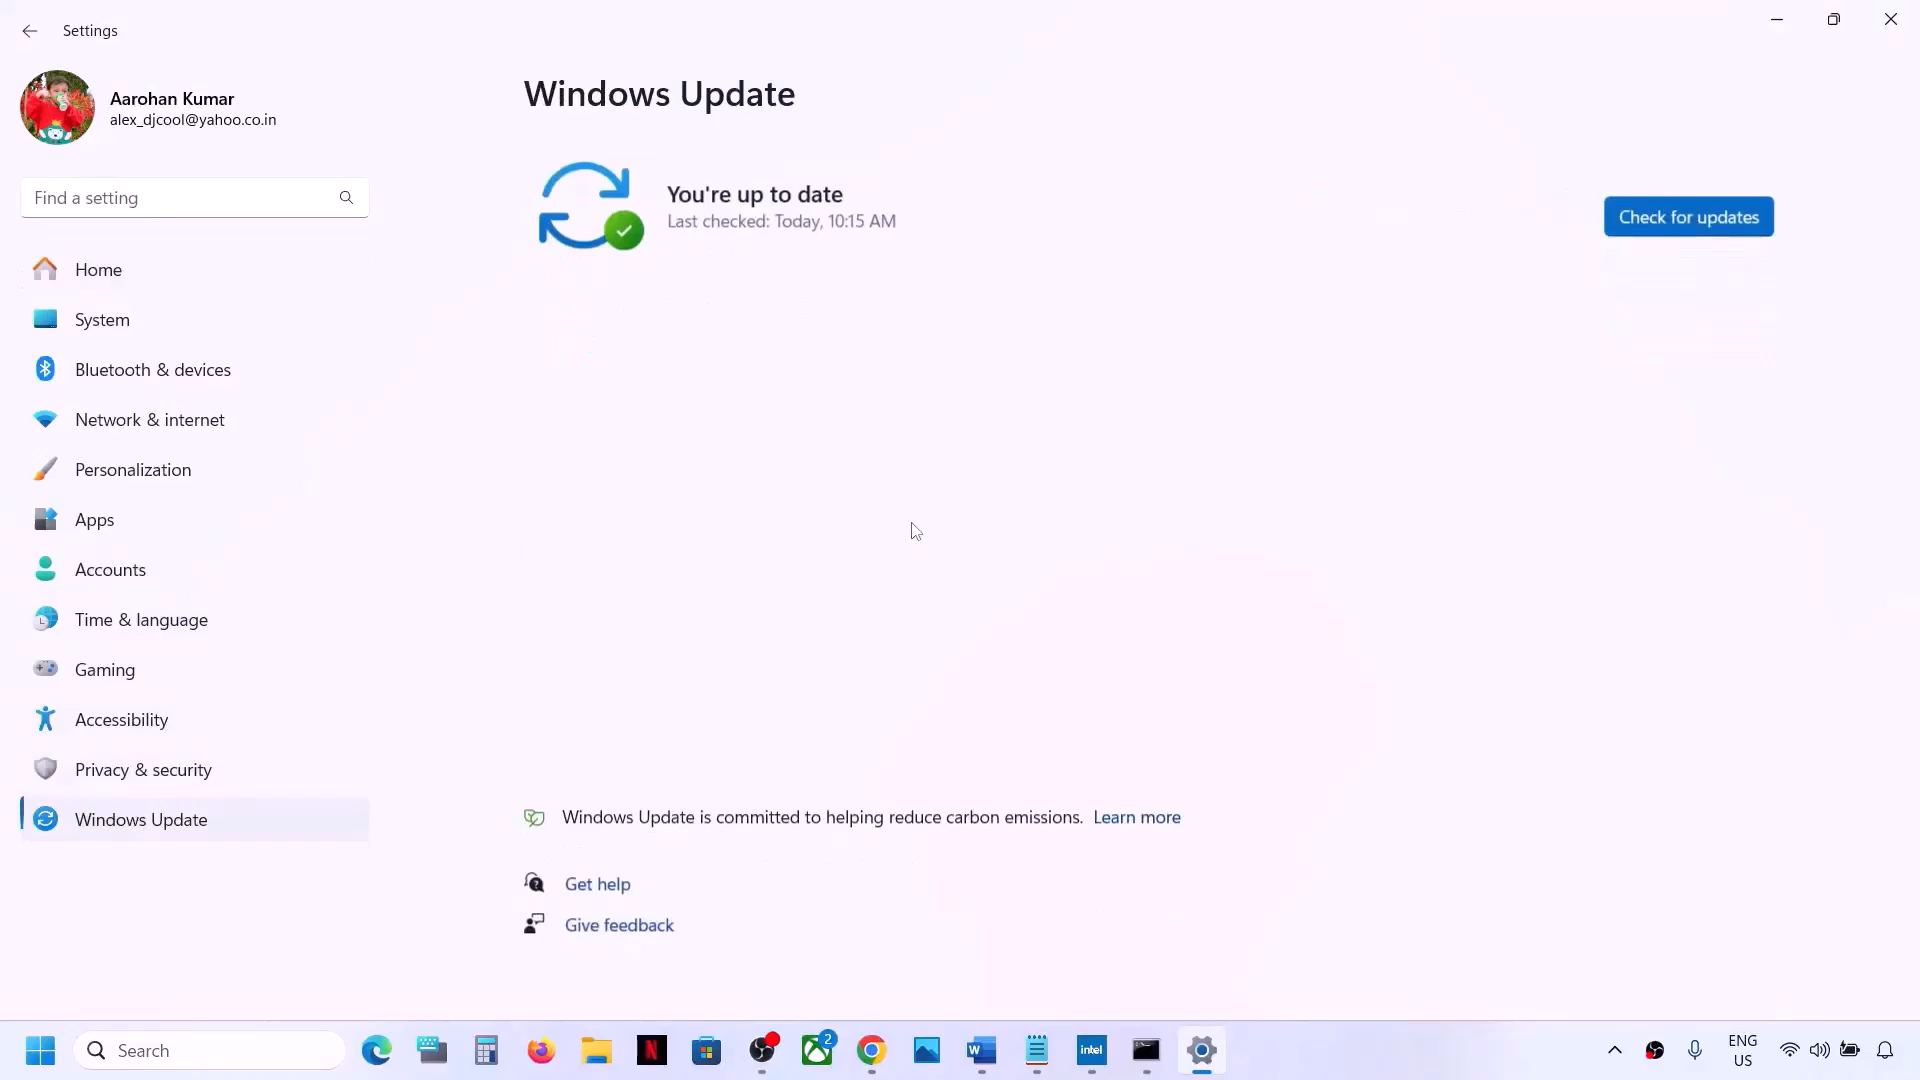 Settings
Aarohan Kumar
alex_djcool@yahoo.co.in
Find a setting
Home
System
Bluetooth & devices
Network & internet
Personalization
Apps
Accounts
Time & language
Gaming
Accessibility
Privacy & security
Windows Update
Windows Update
You're up to date
Last checked: Today, 10:15 AM
Check for updates
Windows Update is committed to helping reduce carbon emissions. Learn more
Get help
Give feedback
Search
N
2
W
intel
ENG
US